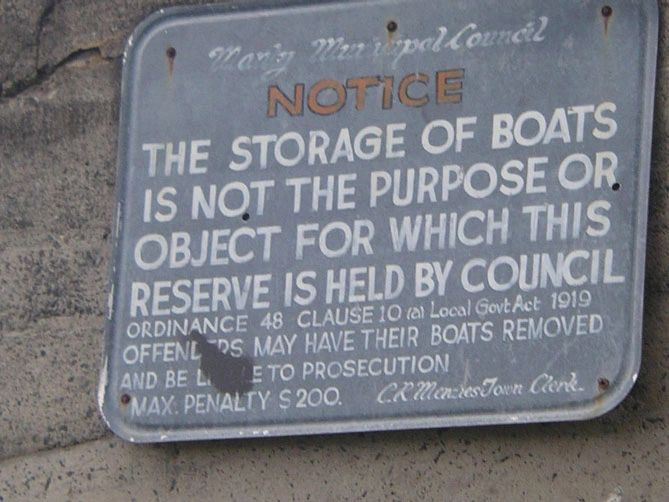 Manly Municipal Council
NOTICE
THE STORAGE OF BOATS
IS NOT THE PURPOSE OR
OBJECT FOR WHICH THIS
RESERVE IS HELD BY COUNCIL
ORDINANCE 48 CLAUSE 10 (a) Local Govt Act 1919
OFFENDERS MAY HAVE THEIR BOATS REMOVED
AND BE LIABLE TO PROSECUTION
MAX. PENALTY $200. C.R. Menzies Town Clerk.